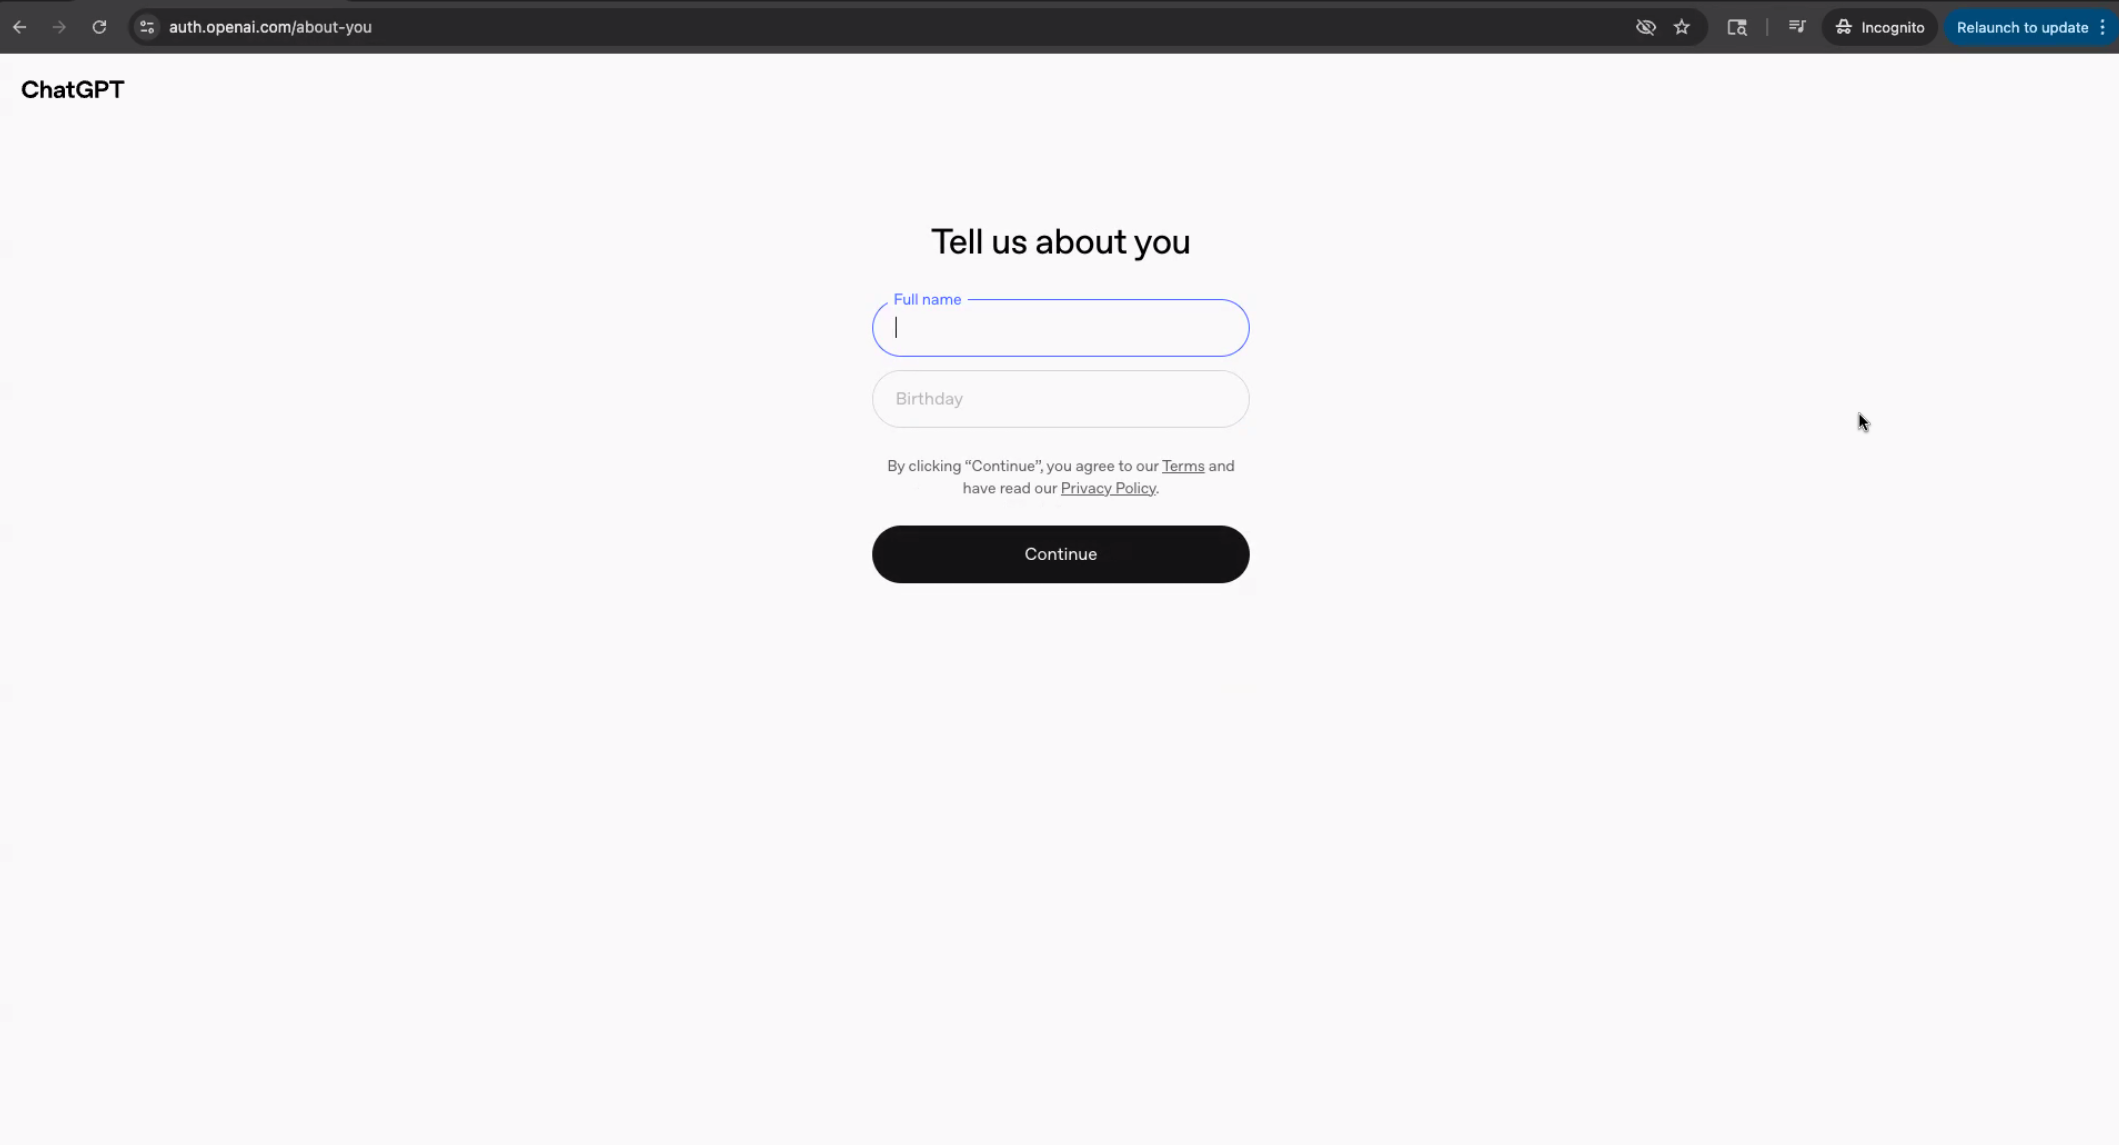 auth.openai.com/about-you
Incognito
Relaunch to update
ChatGPT
Tell us about you
Full name
Birthday
By clicking “Continue”, you agree to our Terms and
have read our Privacy Policy.
Continue